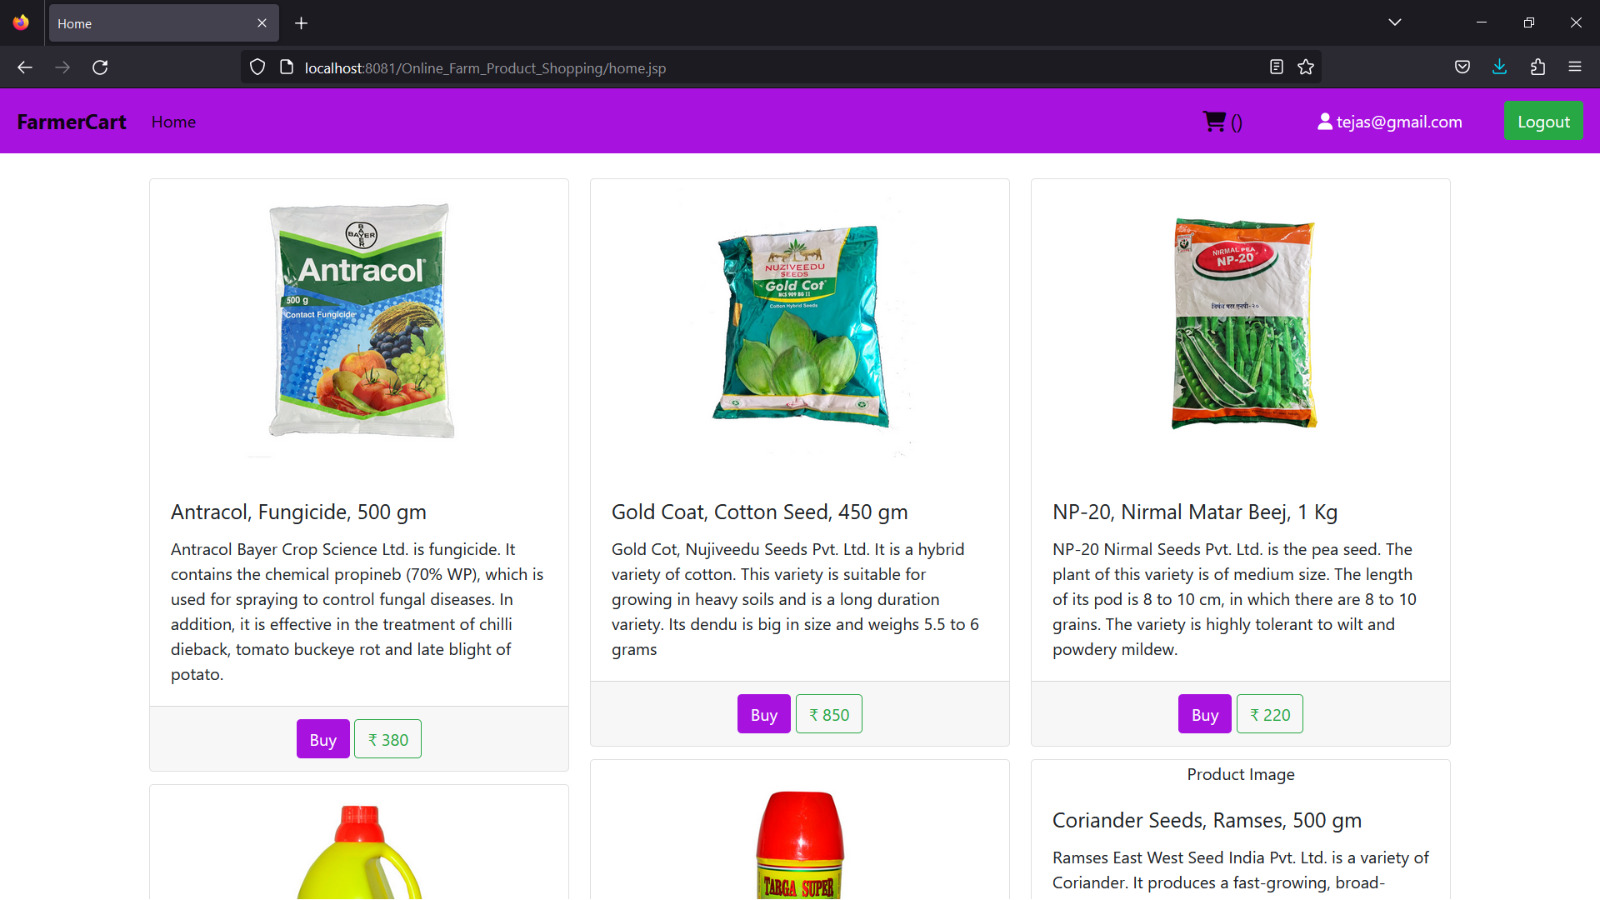 Home
localhost:8081/Online_Farm_Product_Shopping/home.jsp
FarmerCart
Home
()
tejas@gmail.com
Logout
BAYER
BAYER
Antracol
500 g
Contact Fungicide
Antracol, Fungicide, 500 gm
Antracol Bayer Crop Science Ltd. is fungicide. It
contains the chemical propineb (70% WP), which is
used for spraying to control fungal diseases. In
addition, it is effective in the treatment of chilli
dieback, tomato buckeye rot and late blight of
potato.
Buy
₹ 380
NUZIVEEDU
SEEDS
Gold Cot
Cotton Hybrid Seeds
Gold Coat, Cotton Seed, 450 gm
Gold Cot, Nujiveedu Seeds Pvt. Ltd. It is a hybrid
variety of cotton. This variety is suitable for
growing in heavy soils and is a long duration
variety. Its dendu is big in size and weighs 5.5 to 6
grams
Buy
₹ 850
NIRMAL PEA
NP-20
NP-20, Nirmal Matar Beej, 1 Kg
NP-20 Nirmal Seeds Pvt. Ltd. is the pea seed. The
plant of this variety is of medium size. The length
of its pod is 8 to 10 cm, in which there are 8 to 10
grains. The variety is highly tolerant to wilt and
powdery mildew.
Buy
₹ 220
TARGA SUPER
Product Image
Coriander Seeds, Ramses, 500 gm
Ramses East West Seed India Pvt. Ltd. is a variety of
Coriander. It produces a fast-growing, broad-